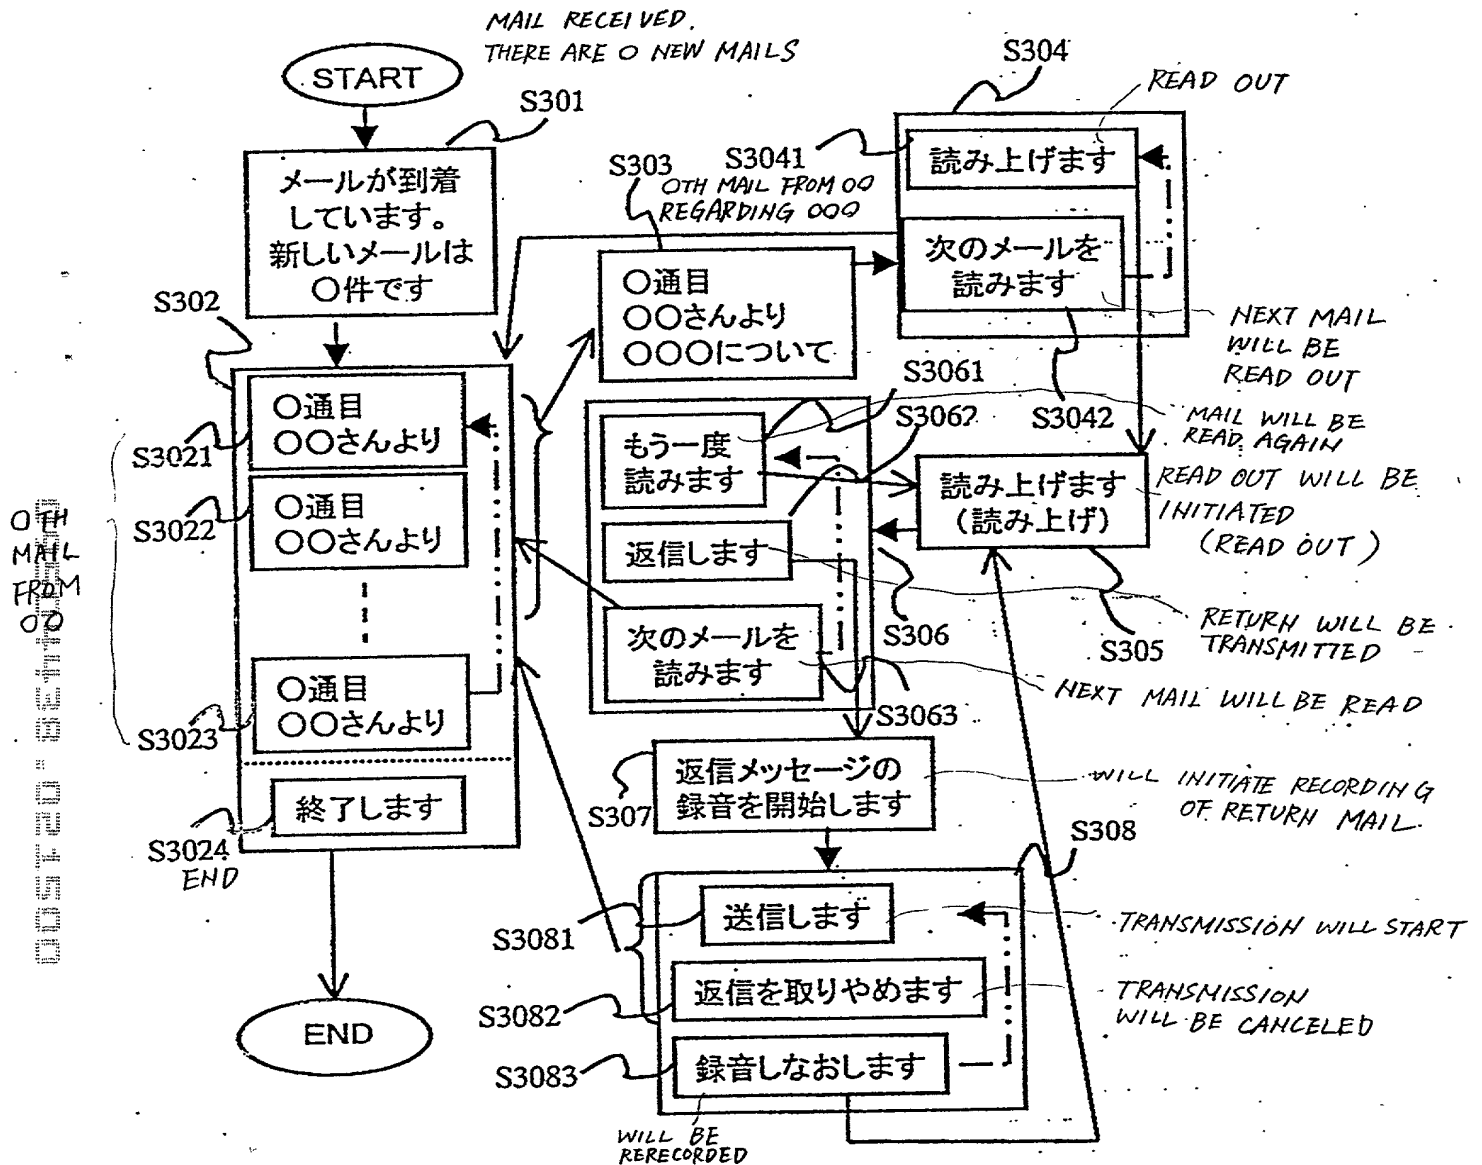 MAIL RECEIVED.
THERE ARE O NEW MAILS
START
S301
メールが到着
しています。
新しいメールは
○件です
S302
○通目
○○さんより
S3021
○通目
○○さんより
S3022
○通目
○○さんより
S3023
OTH
MAIL
FROM
OO
終了します
S3024
END
END
S303
OTH MAIL FROM OO
REGARDING OOO
○通目
○○さんより
○○○について
S304
READ OUT
S3041
読み上げます
次のメールを
読みます
NEXT MAIL
WILL BE
READ OUT
S3042
S3061
S3062
もう一度
読みます
MAIL WILL BE
READ AGAIN
返信します
次のメールを
読みます
読み上げます
(読み上げ)
READ OUT WILL BE
INITIATED
(READ OUT)
S305
S306
RETURN WILL BE
TRANSMITTED
NEXT MAIL WILL BE READ
S3063
返信メッセージの
録音を開始します
S307
WILL INITIATE RECORDING
OF RETURN MAIL
S308
送信します
S3081
TRANSMISSION WILL START
返信を取りやめます
S3082
TRANSMISSION
WILL BE CANCELED
録音しなおします
S3083
WILL BE
RERECORDED